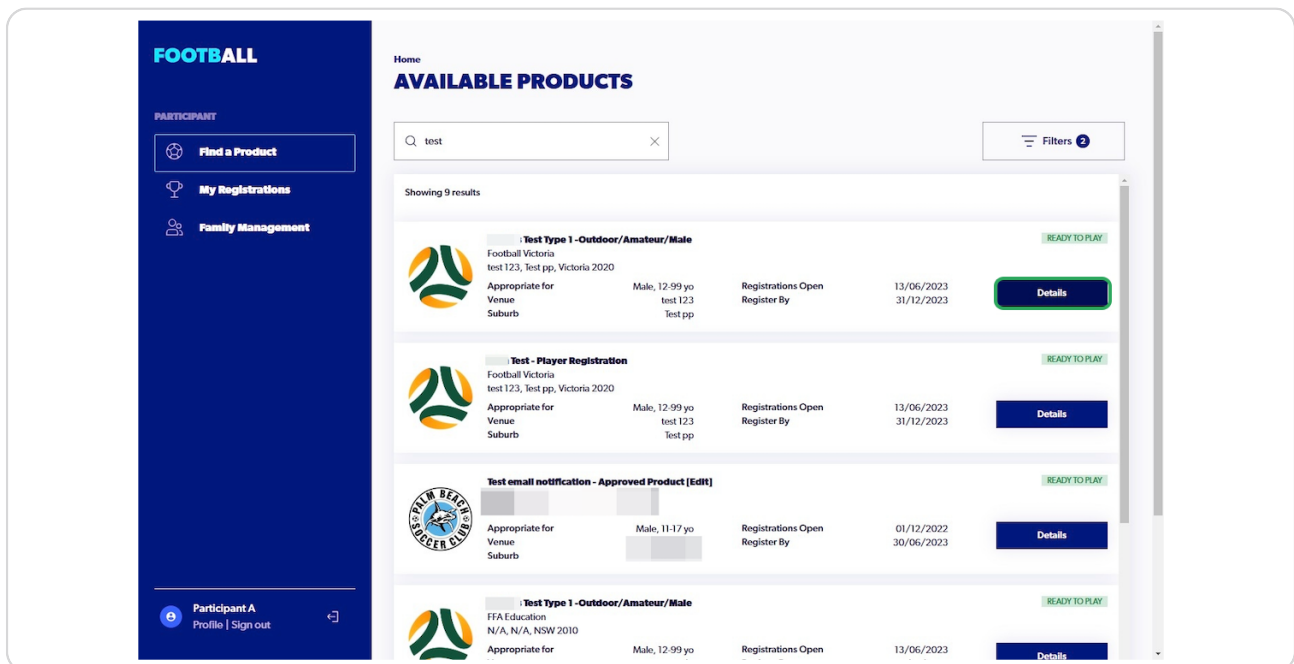 FOOTBALL
PARTICIPANT
Find a Product
My Registrations
Family Management
Participant A
Profile | Sign out
Home
AVAILABLE PRODUCTS
test
Filters 2
Showing 9 results
Test Type 1 -Outdoor/Amateur/Male
READY TO PLAY
Football Victoria
test 123, Test pp, Victoria 2020
Appropriate for Male, 12-99 yo Registrations Open 13/06/2023
Venue test 123 Register By 31/12/2023
Suburb Test pp
Details
Test - Player Registration
READY TO PLAY
Football Victoria
test 123, Test pp, Victoria 2020
Appropriate for Male, 12-99 yo Registrations Open 13/06/2023
Venue test 123 Register By 31/12/2023
Suburb Test pp
Details
Test email notification - Approved Product [Edit]
READY TO PLAY
PALM BEACH
SOCCER CLUB
Appropriate for Male, 11-17 yo Registrations Open 01/12/2022
Venue Register By 30/06/2023
Suburb
Details
Test Type 1 -Outdoor/Amateur/Male
READY TO PLAY
FFA Education
N/A, N/A, NSW 2010
Appropriate for Male, 12-99 yo Registrations Open 13/06/2023
Details